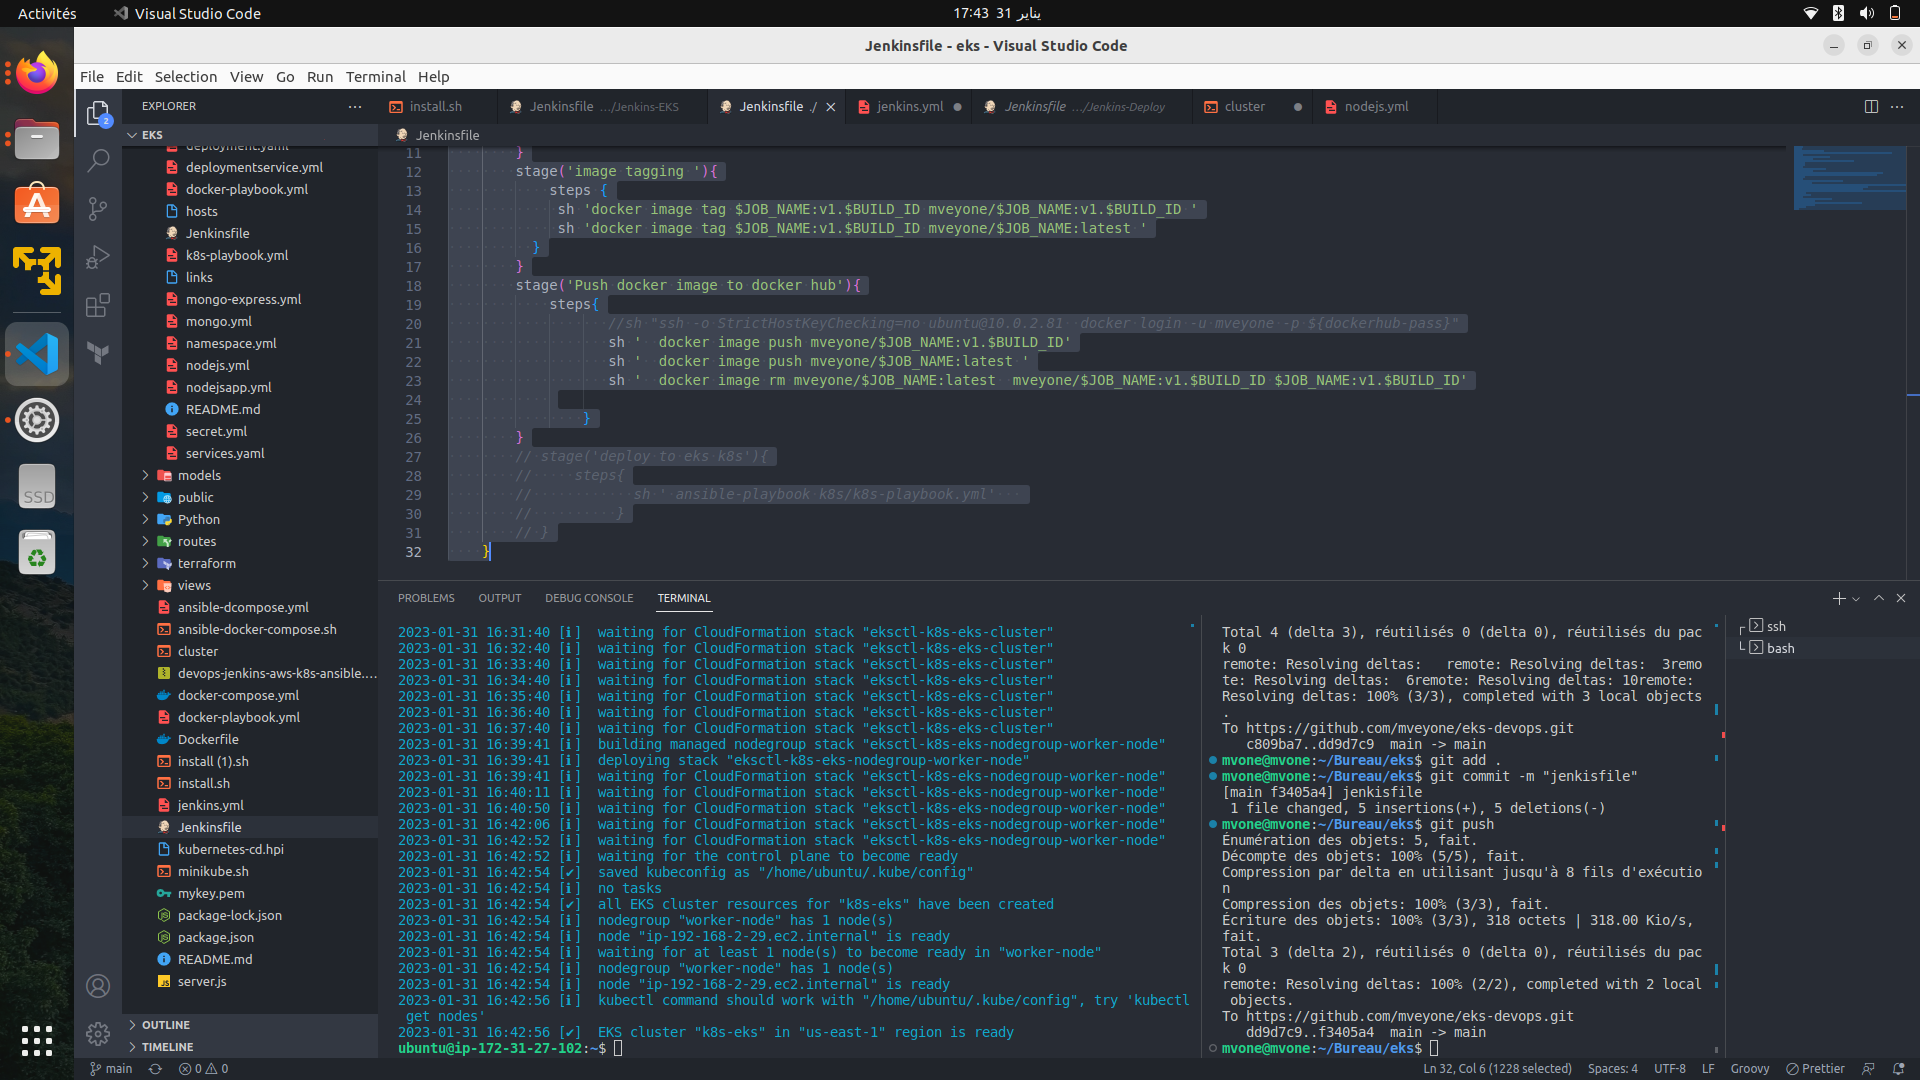 Activités
Visual Studio Code
17:43 31 يناير
Jenkinsfile - eks - Visual Studio Code
File Edit Selection View Go Run Terminal Help
EXPLORER
install.sh
Jenkinsfile .../Jenkins-EKS
Jenkinsfile ./
jenkins.yml
Jenkinsfile .../Jenkins-Deploy
cluster
nodejs.yml
2
EKS
Jenkinsfile
deployment.yaml
deploymentservice.yml
docker-playbook.yml
hosts
Jenkinsfile
k8s-playbook.yml
links
mongo-express.yml
mongo.yml
namespace.yml
nodejs.yml
nodejsapp.yml
README.md
secret.yml
services.yaml
models
public
Python
routes
terraform
views
ansible-dcompose.yml
ansible-docker-compose.sh
cluster
devops-jenkins-aws-k8s-ansible....
docker-compose.yml
docker-playbook.yml
Dockerfile
install (1).sh
install.sh
jenkins.yml
Jenkinsfile
kubernetes-cd.hpi
minikube.sh
mykey.pem
package-lock.json
package.json
README.md
server.js
OUTLINE
TIMELINE
SSD
11 }
12 stage('image tagging '){
13 steps {
14 sh 'docker image tag $JOB_NAME:v1.$BUILD_ID mveyone/$JOB_NAME:v1.$BUILD_ID '
15 sh 'docker image tag $JOB_NAME:v1.$BUILD_ID mveyone/$JOB_NAME:latest '
16 }
17 }
18 stage('Push docker image to docker hub'){
19 steps{
20 //sh "ssh -o StrictHostKeyChecking=no ubuntu@10.0.2.81  docker login -u mveyone -p ${dockerhub-pass}"
21 sh '  docker image push mveyone/$JOB_NAME:v1.$BUILD_ID'
22 sh '  docker image push mveyone/$JOB_NAME:latest '
23 sh '  docker image rm mveyone/$JOB_NAME:latest  mveyone/$JOB_NAME:v1.$BUILD_ID $JOB_NAME:v1.$BUILD_ID'
24
25 }
26 }
27 // stage('deploy to eks k8s'){
28 //     steps{
29 //            sh ' ansible-playbook k8s/k8s-playbook.yml'
30 //          }
31 // }
32 }
PROBLEMS OUTPUT DEBUG CONSOLE TERMINAL
2023-01-31 16:31:40 [ℹ]  waiting for CloudFormation stack "eksctl-k8s-eks-cluster"
2023-01-31 16:32:40 [ℹ]  waiting for CloudFormation stack "eksctl-k8s-eks-cluster"
2023-01-31 16:33:40 [ℹ]  waiting for CloudFormation stack "eksctl-k8s-eks-cluster"
2023-01-31 16:34:40 [ℹ]  waiting for CloudFormation stack "eksctl-k8s-eks-cluster"
2023-01-31 16:35:40 [ℹ]  waiting for CloudFormation stack "eksctl-k8s-eks-cluster"
2023-01-31 16:36:40 [ℹ]  waiting for CloudFormation stack "eksctl-k8s-eks-cluster"
2023-01-31 16:37:40 [ℹ]  waiting for CloudFormation stack "eksctl-k8s-eks-cluster"
2023-01-31 16:39:41 [ℹ]  building managed nodegroup stack "eksctl-k8s-eks-nodegroup-worker-node"
2023-01-31 16:39:41 [ℹ]  deploying stack "eksctl-k8s-eks-nodegroup-worker-node"
2023-01-31 16:39:41 [ℹ]  waiting for CloudFormation stack "eksctl-k8s-eks-nodegroup-worker-node"
2023-01-31 16:40:11 [ℹ]  waiting for CloudFormation stack "eksctl-k8s-eks-nodegroup-worker-node"
2023-01-31 16:40:50 [ℹ]  waiting for CloudFormation stack "eksctl-k8s-eks-nodegroup-worker-node"
2023-01-31 16:42:06 [ℹ]  waiting for CloudFormation stack "eksctl-k8s-eks-nodegroup-worker-node"
2023-01-31 16:42:52 [ℹ]  waiting for CloudFormation stack "eksctl-k8s-eks-nodegroup-worker-node"
2023-01-31 16:42:52 [ℹ]  waiting for the control plane to become ready
2023-01-31 16:42:54 [✔]  saved kubeconfig as "/home/ubuntu/.kube/config"
2023-01-31 16:42:54 [ℹ]  no tasks
2023-01-31 16:42:54 [✔]  all EKS cluster resources for "k8s-eks" have been created
2023-01-31 16:42:54 [ℹ]  nodegroup "worker-node" has 1 node(s)
2023-01-31 16:42:54 [ℹ]  node "ip-192-168-2-29.ec2.internal" is ready
2023-01-31 16:42:54 [ℹ]  waiting for at least 1 node(s) to become ready in "worker-node"
2023-01-31 16:42:54 [ℹ]  nodegroup "worker-node" has 1 node(s)
2023-01-31 16:42:54 [ℹ]  node "ip-192-168-2-29.ec2.internal" is ready
2023-01-31 16:42:56 [ℹ]  kubectl command should work with "/home/ubuntu/.kube/config", try 'kubectl
get nodes'
2023-01-31 16:42:56 [✔]  EKS cluster "k8s-eks" in "us-east-1" region is ready
ubuntu@ip-172-31-27-102:~$
Total 4 (delta 3), réutilisés 0 (delta 0), réutilisés du pac
k 0
remote: Resolving deltas:   remote: Resolving deltas:  3remo
te: Resolving deltas:  6remote: Resolving deltas: 10remote:
Resolving deltas: 100% (3/3), completed with 3 local objects
.
To https://github.com/mveyone/eks-devops.git
c809ba7..dd9d7c9  main -> main
mvone@mvone:~/Bureau/eks$ git add .
mvone@mvone:~/Bureau/eks$ git commit -m "jenkisfile"
[main f3405a4] jenkisfile
1 file changed, 5 insertions(+), 5 deletions(-)
mvone@mvone:~/Bureau/eks$ git push
Énumération des objets: 5, fait.
Décompte des objets: 100% (5/5), fait.
Compression par delta en utilisant jusqu'à 8 fils d'exécutio
n
Compression des objets: 100% (3/3), fait.
Écriture des objets: 100% (3/3), 318 octets | 318.00 Kio/s,
fait.
Total 3 (delta 2), réutilisés 0 (delta 0), réutilisés du pac
k 0
remote: Resolving deltas: 100% (2/2), completed with 2 local
objects.
To https://github.com/mveyone/eks-devops.git
dd9d7c9..f3405a4  main -> main
mvone@mvone:~/Bureau/eks$
ssh
bash
main
0 0
Ln 32, Col 6 (1228 selected)
Spaces: 4
UTF-8
LF
Groovy
Prettier